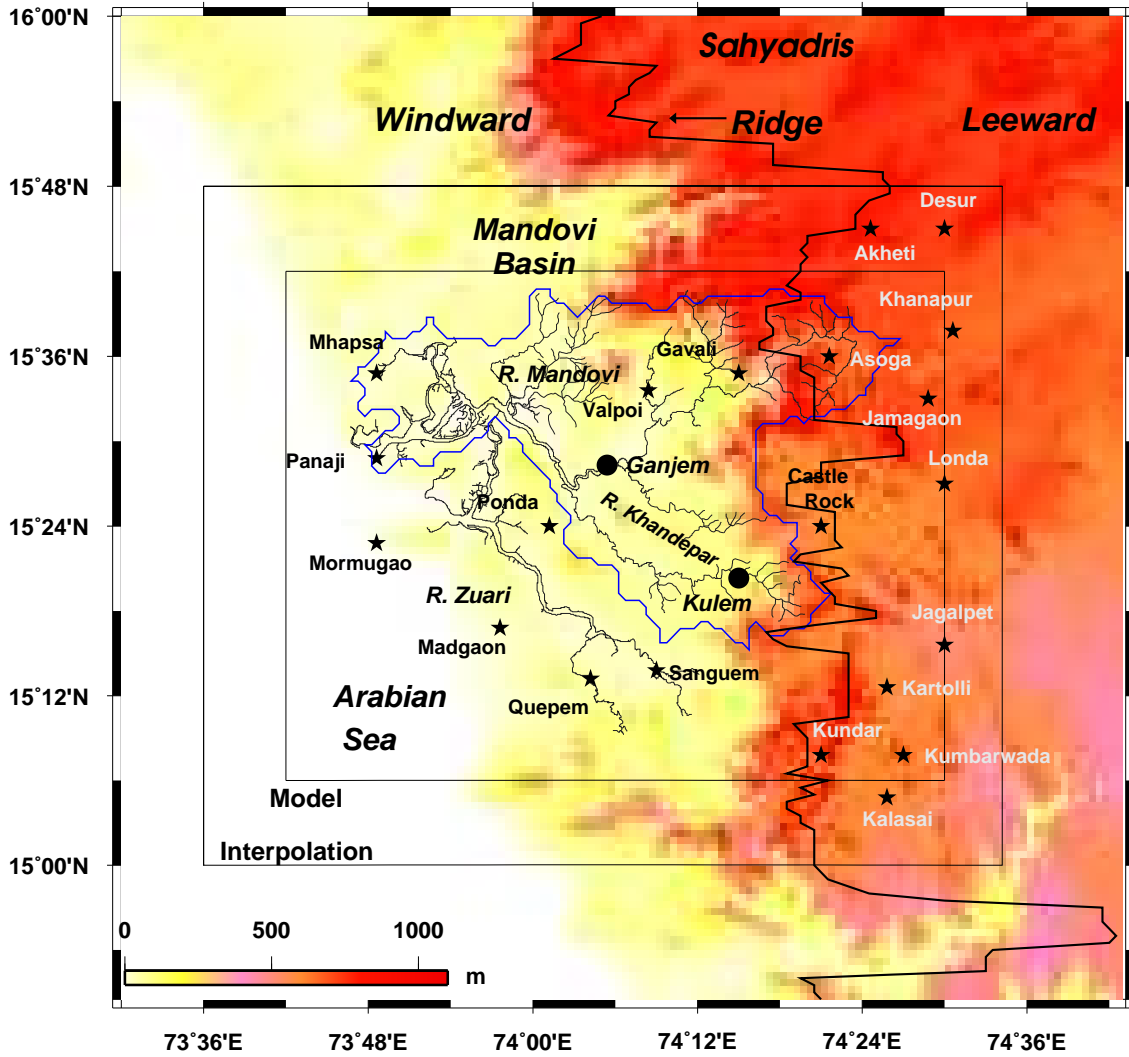 16°00'N
Sahyadris
Windward
Ridge
Leeward
15°48'N
Desur
Mandovi
Basin
Akheti
Khanapur
Mhapsa
15°36'N
Gavali
Asoga
R. Mandovi
Valpoi
Jamagaon
Panaji
Ganjem
Londa
Castle
Rock
Ponda
R. Khandepar
15°24'N
Mormugao
R. Zuari
Kulem
Jagalpet
Madgaon
Sanguem
Kartolli
15°12'N
Arabian
Sea
Quepem
Kundar
Kumbarwada
Model
Kalasai
Interpolation
15°00'N
0 500 1000
m
73°36'E 73°48'E 74°00'E 74°12'E 74°24'E 74°36'E